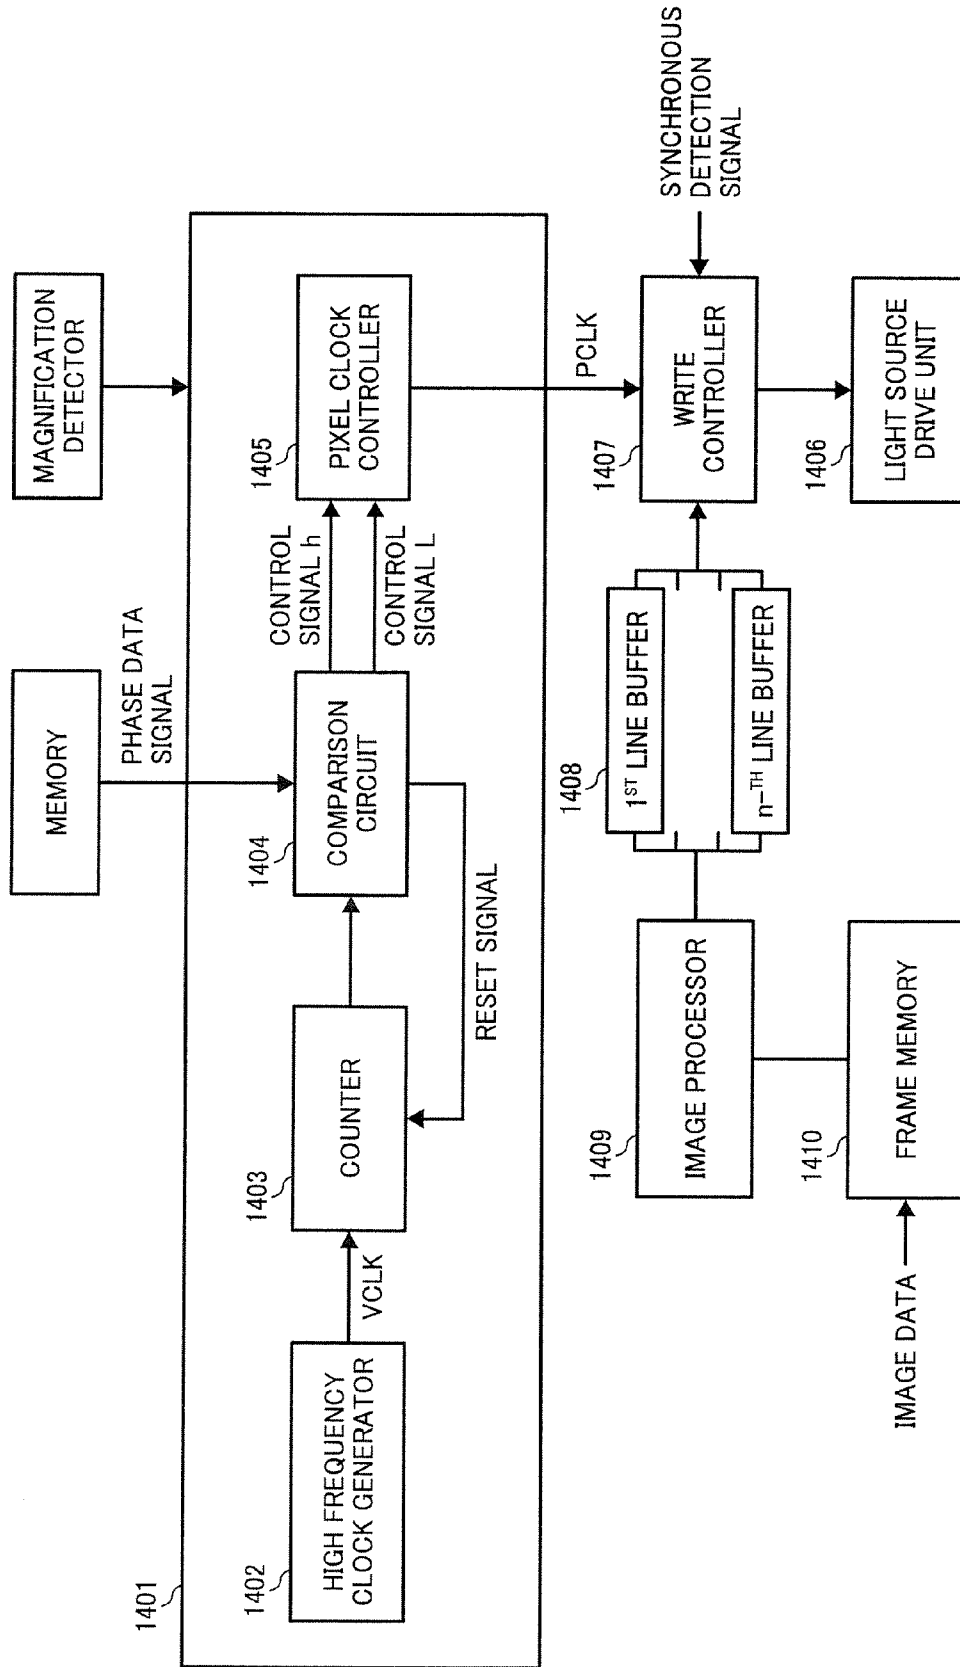 MAGNIFICATION
DETECTOR
MEMORY
PHASE DATA
SIGNAL
1401
1402
HIGH FREQUENCY
CLOCK GENERATOR
VCLK
1403
COUNTER
1404
COMPARISON
CIRCUIT
RESET SIGNAL
CONTROL
SIGNAL h
CONTROL
SIGNAL L
1405
PIXEL CLOCK
CONTROLLER
PCLK
SYNCHRONOUS
DETECTION
SIGNAL
1409
IMAGE PROCESSOR
1408
1ST LINE BUFFER
n-TH LINE BUFFER
1407
WRITE
CONTROLLER
IMAGE DATA
1410
FRAME MEMORY
1406
LIGHT SOURCE
DRIVE UNIT